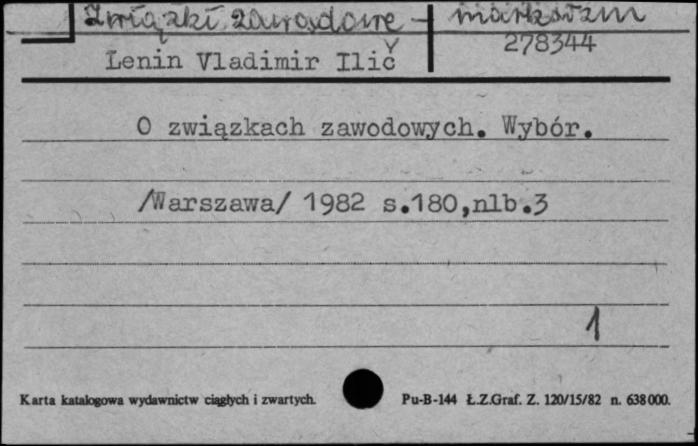 Związki zawodowe - marksizm
278344
Lenin Vladimir Ilič
O związkach zawodowych. Wybór.
/Warszawa/ 1982 s.180,nlb.3
1
Karta katalogowa wydawnictw ciągłych i zwartych. Pu-B-144 Ł.Z.Graf. Z. 120/15/82 n. 638000.